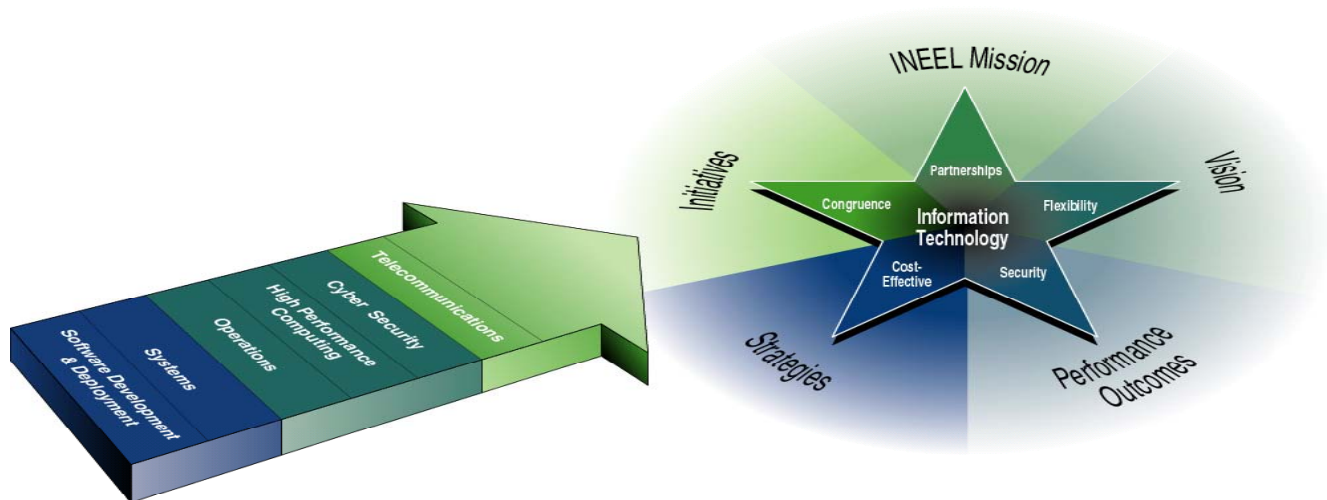 Software Development
& Deployment
Systems
Operations
High Performance
Computing
Cyber Security
Telecommunications
INEEL Mission
Initiatives
Vision
Strategies
Performance
Outcomes
Partnerships
Congruence
Flexibility
Information
Technology
Cost-
Effective
Security